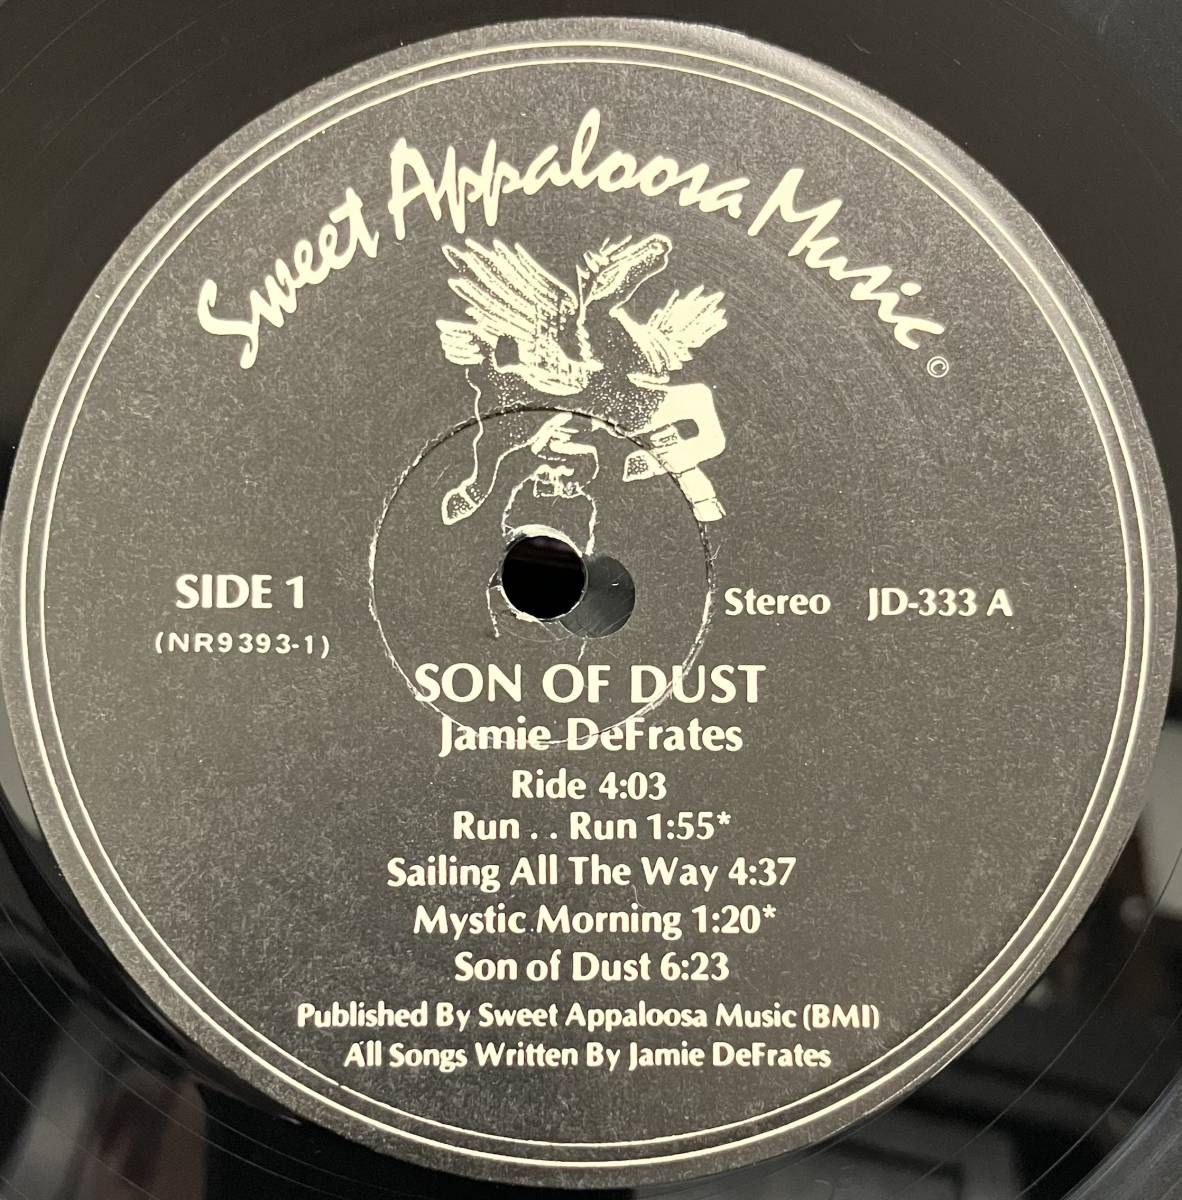 Sweet Appaloosa Music
©
SIDE 1
Stereo JD-333 A
(NR9393-1)
SON OF DUST
Jamie DeFrates
Ride 4:03
Run . . Run 1:55*
Sailing All The Way 4:37
Mystic Morning 1:20*
Son of Dust 6:23
Published By Sweet Appaloosa Music (BMI)
All Songs Written By Jamie DeFrates